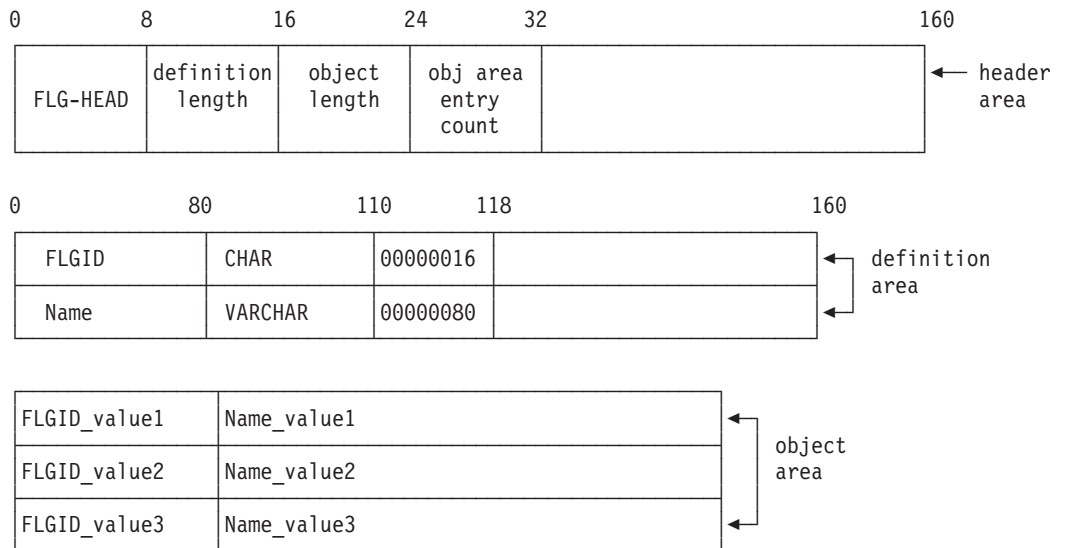 0 8 16 24 32 160
definition object obj area header
FLG-HEAD length length entry area
count
0 80 110 118 160
FLGID CHAR 00000016 definition
area
Name VARCHAR 00000080
FLGID_value1 Name_value1
object
FLGID_value2 Name_value2 area
FLGID_value3 Name_value3